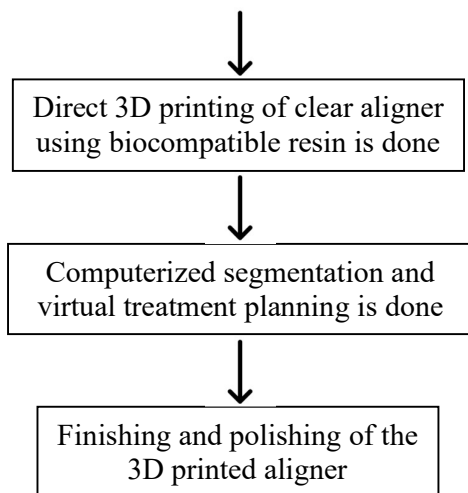 Direct 3D printing of clear aligner
using biocompatible resin is done
Computerized segmentation and
virtual treatment planning is done
Finishing and polishing of the
3D printed aligner